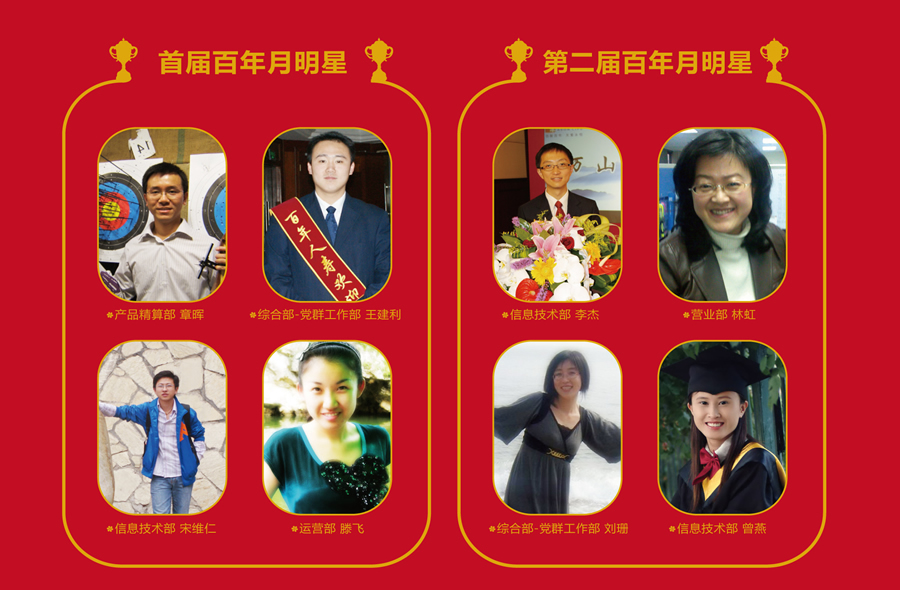 首届百年月明星
第二届百年月明星
14
万山
百年人寿欢迎
产品精算部 章晖
综合部-党群工作部 王建利
信息技术部 李杰
营业部 林虹
信息技术部 宋维仁
运营部 滕飞
综合部-党群工作部 刘珊
信息技术部 曾燕